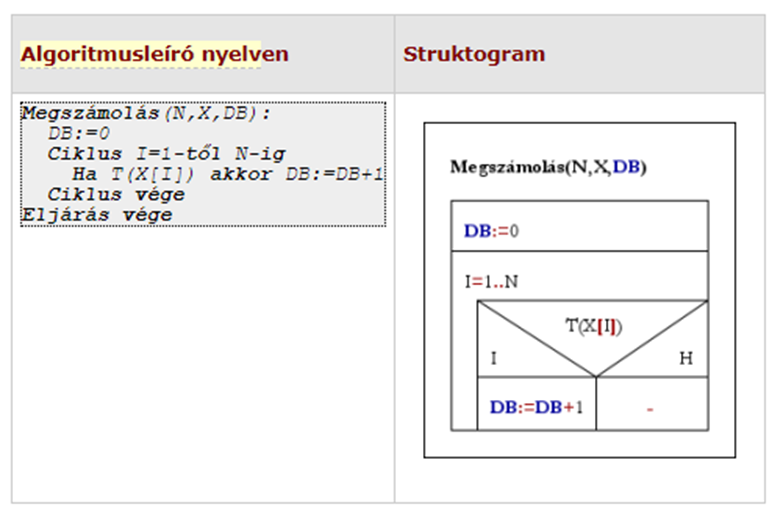 Algoritmusleíró nyelven
Struktogram
Megszámolás(N,X,DB):
DB:=0
Ciklus I=1-től N-ig
Ha T(X[I]) akkor DB:=DB+1
Ciklus vége
Eljárás vége
Megszámolás(N,X,DB)
DB:=0
I=1..N
T(X[I])
I
H
DB:=DB+1
-